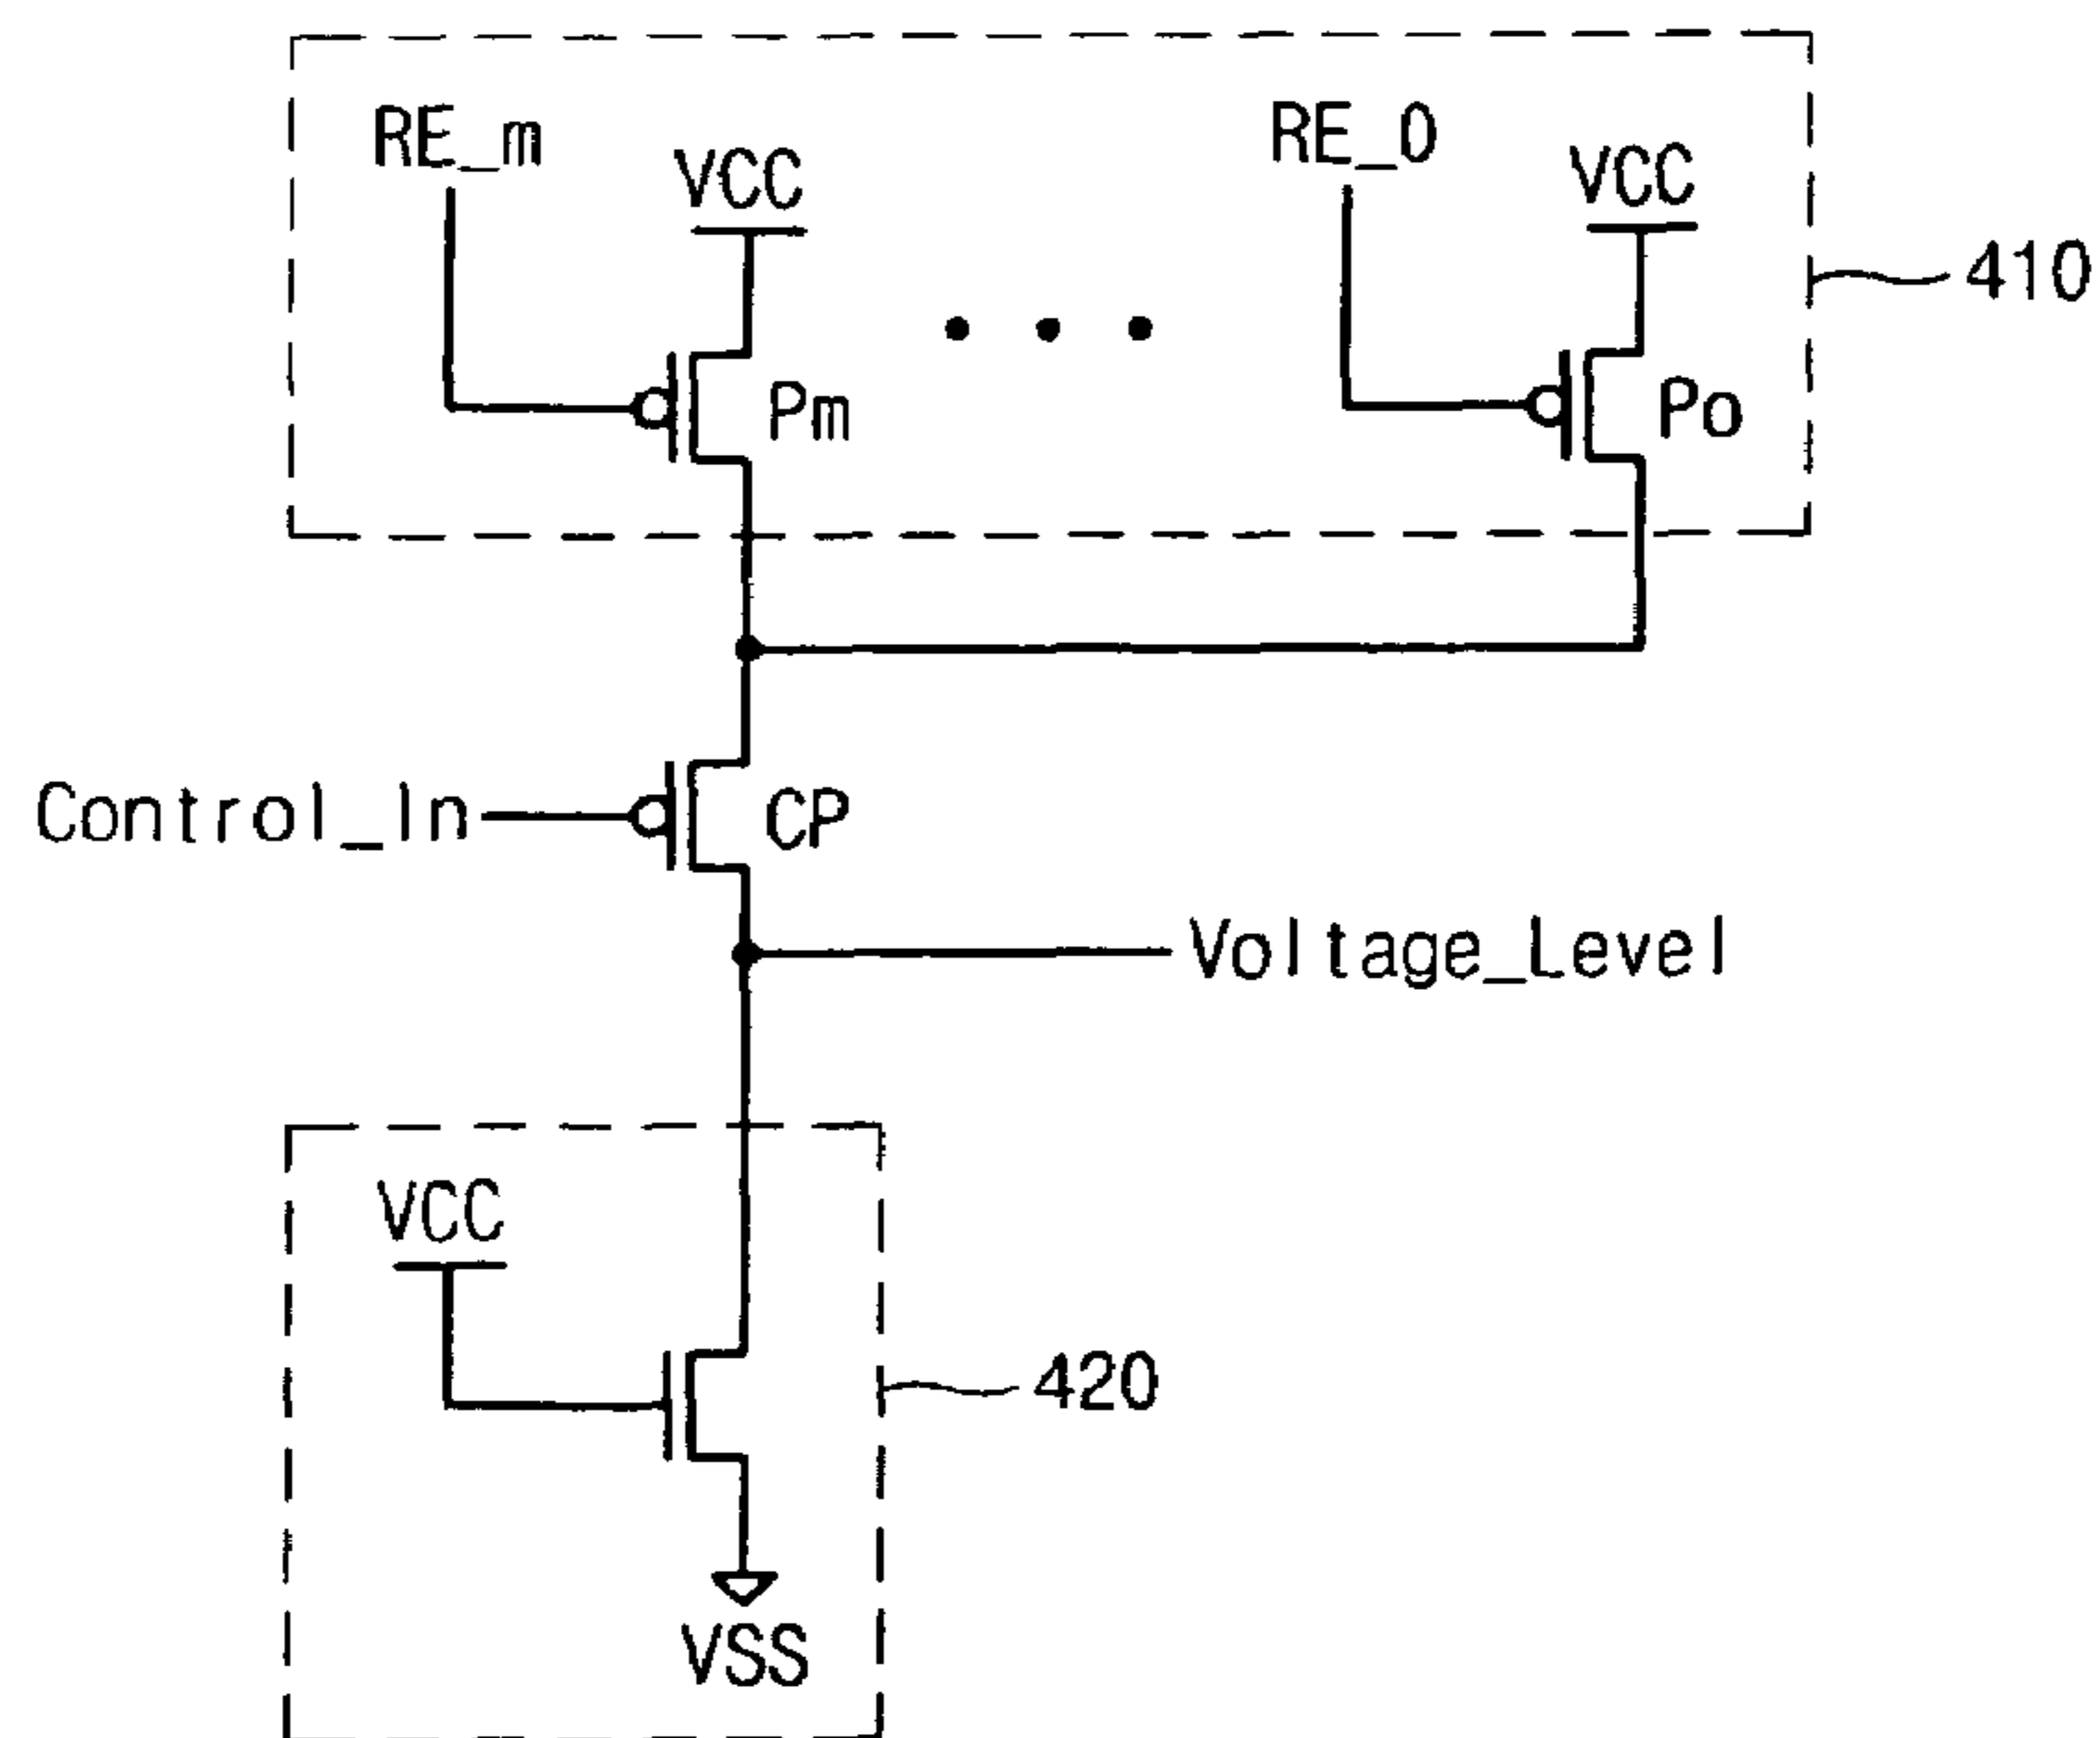 RE_m
VCC
RE_0
VCC
410
Pm
Po
Control_In
CP
Voltage_Level
VCC
420
VSS